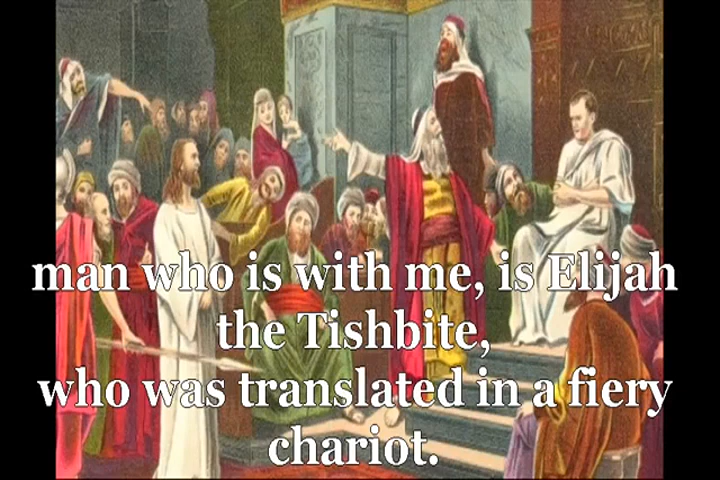 man who is with me, is Elijah
the Tishbite,
who was translated in a fiery
chariot.